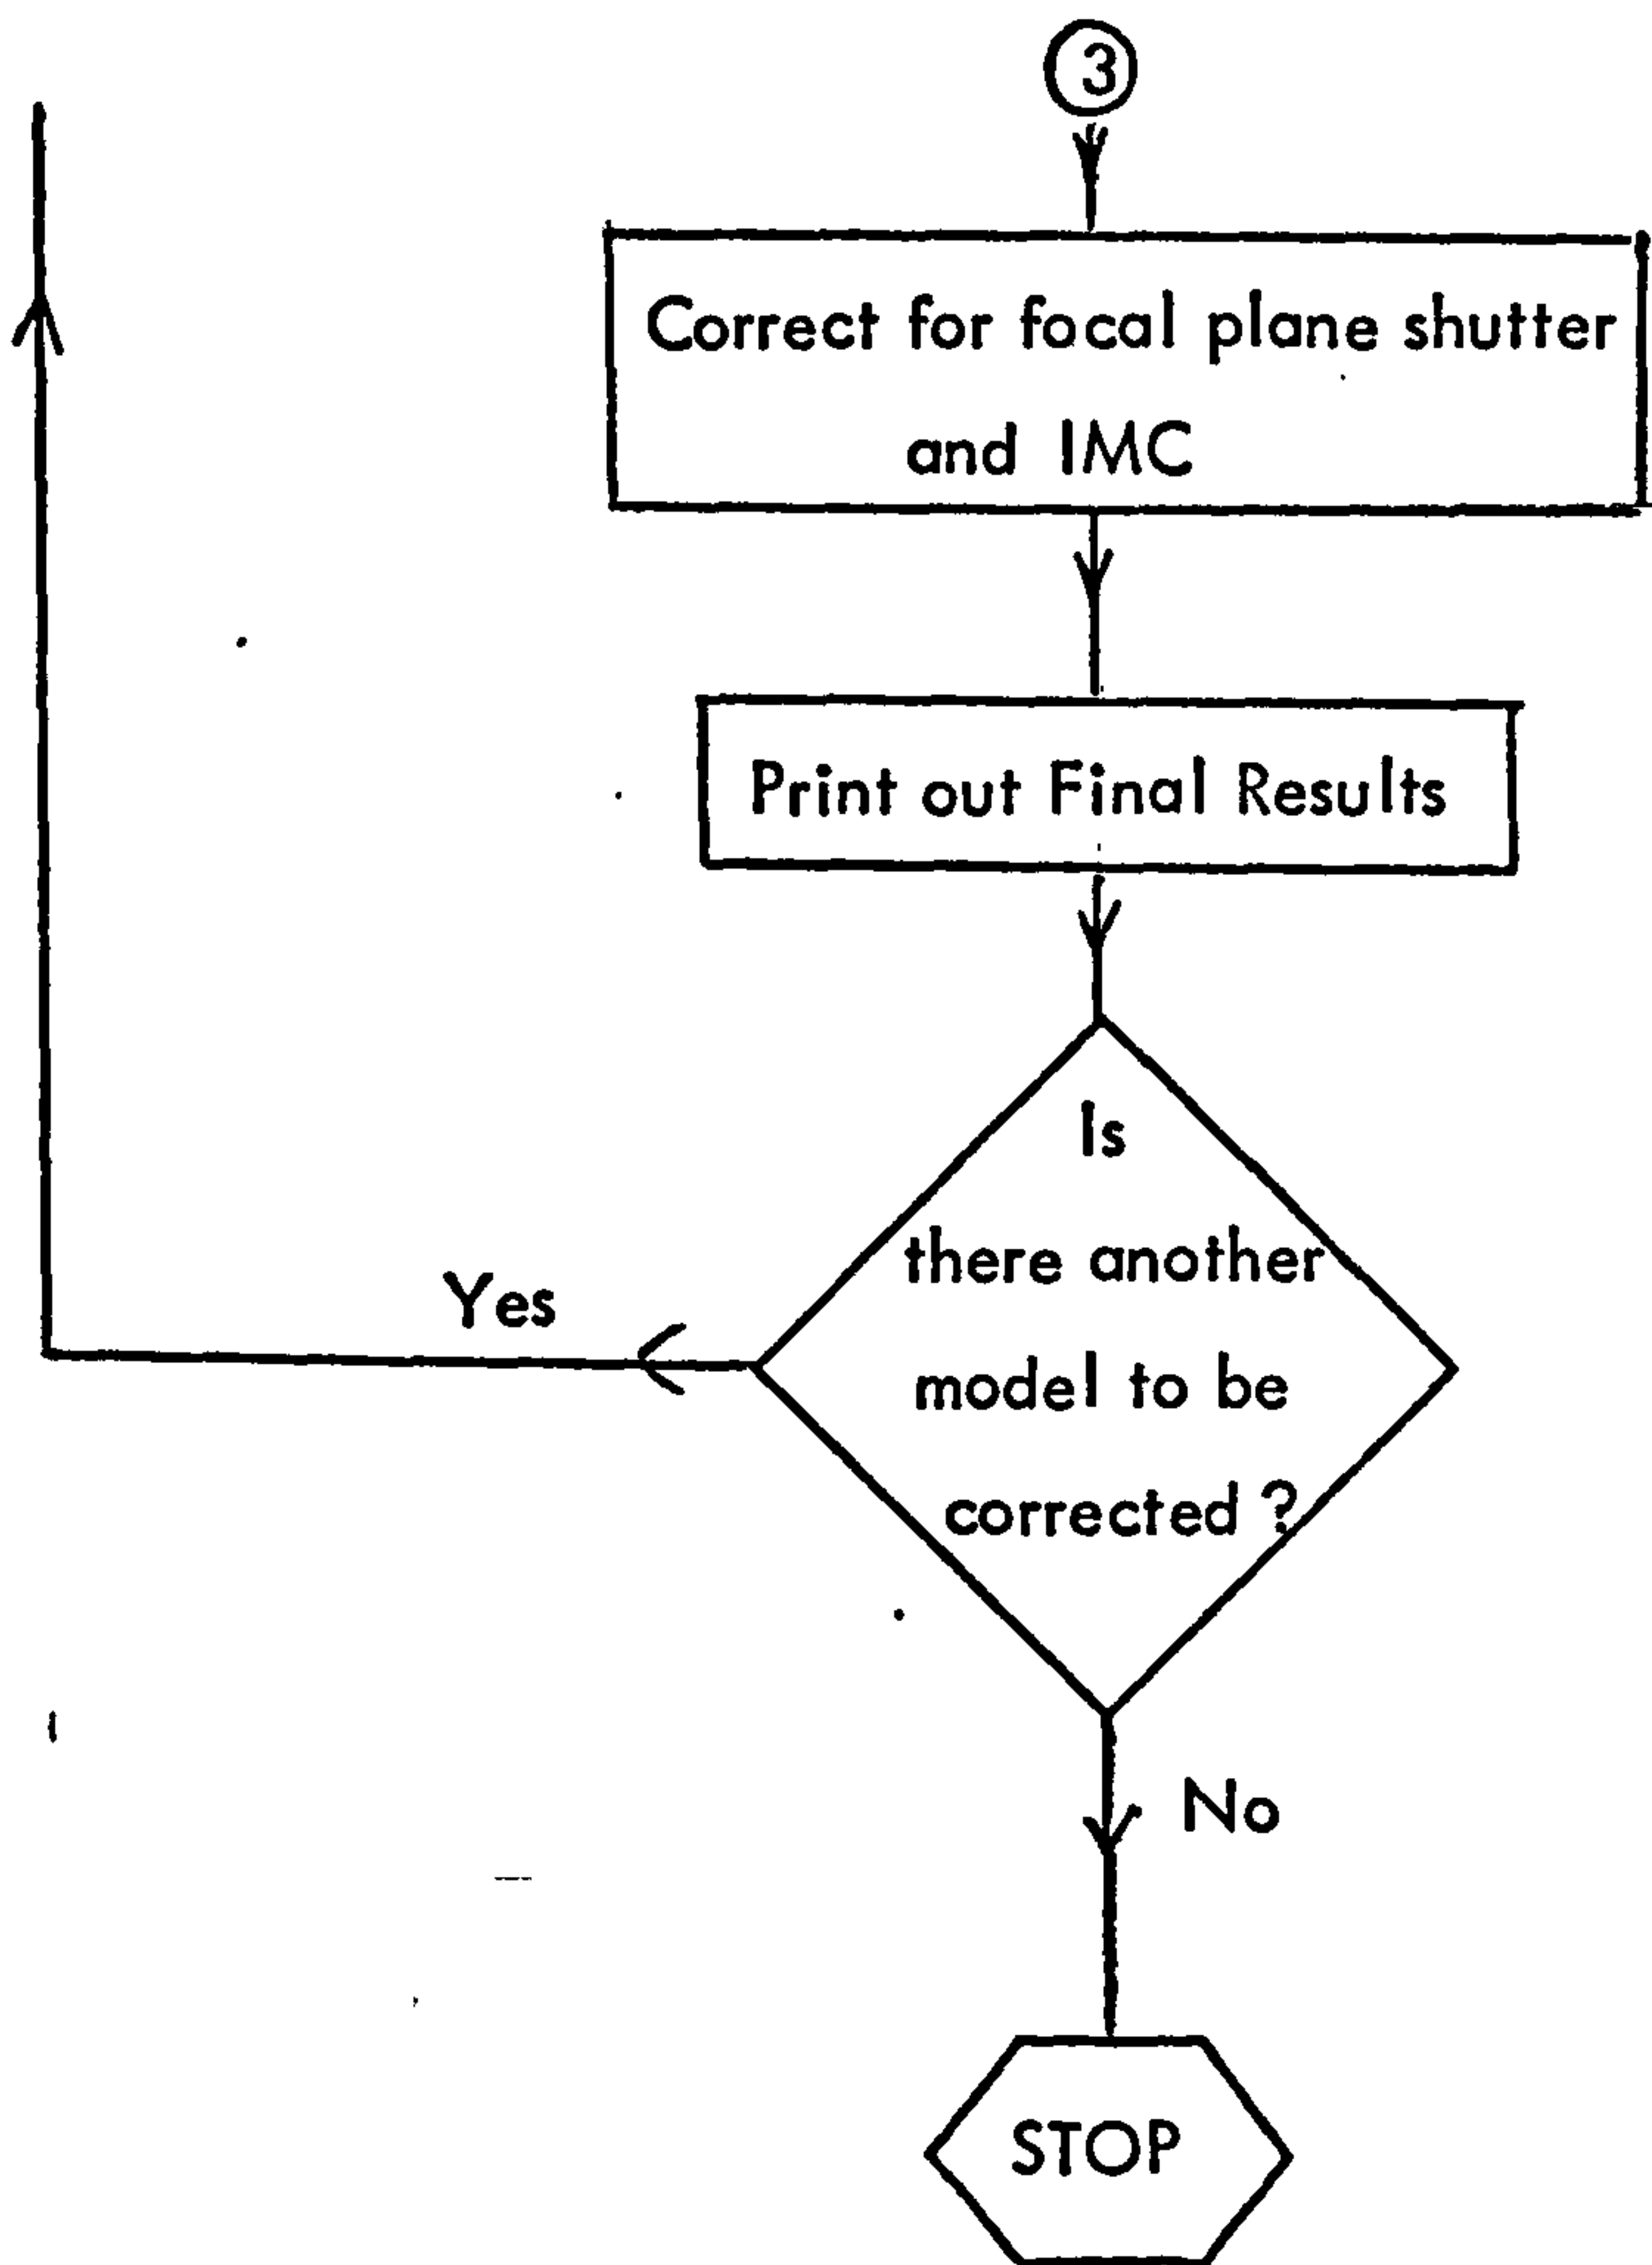 3
Correct for focal plane shutter
and IMC
Print out Final Results
Is
there another
model to be
corrected ?
Yes
No
STOP